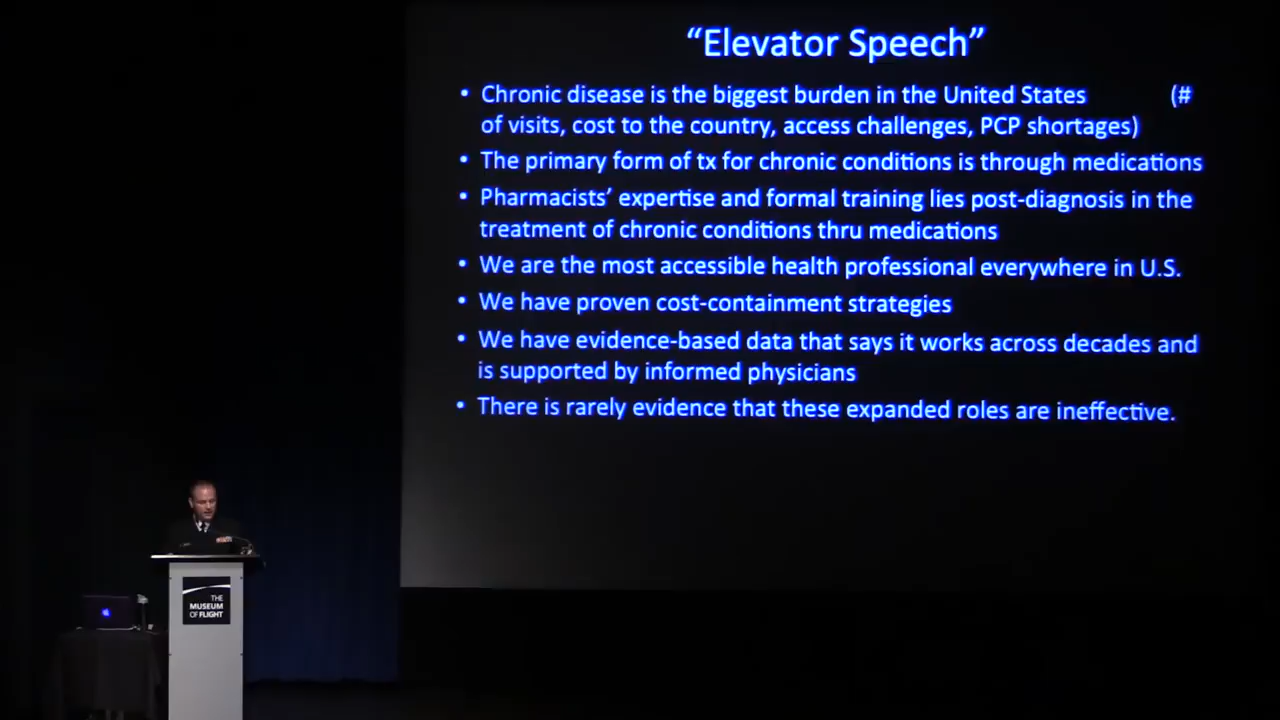 “Elevator Speech”
• Chronic disease is the biggest burden in the United States (#
of visits, cost to the country, access challenges, PCP shortages)
• The primary form of tx for chronic conditions is through medications
• Pharmacists’ expertise and formal training lies post-diagnosis in the
treatment of chronic conditions thru medications
• We are the most accessible health professional everywhere in U.S.
• We have proven cost-containment strategies
• We have evidence-based data that says it works across decades and
is supported by informed physicians
• There is rarely evidence that these expanded roles are ineffective.
THE
MUSEUM
OF FLIGHT